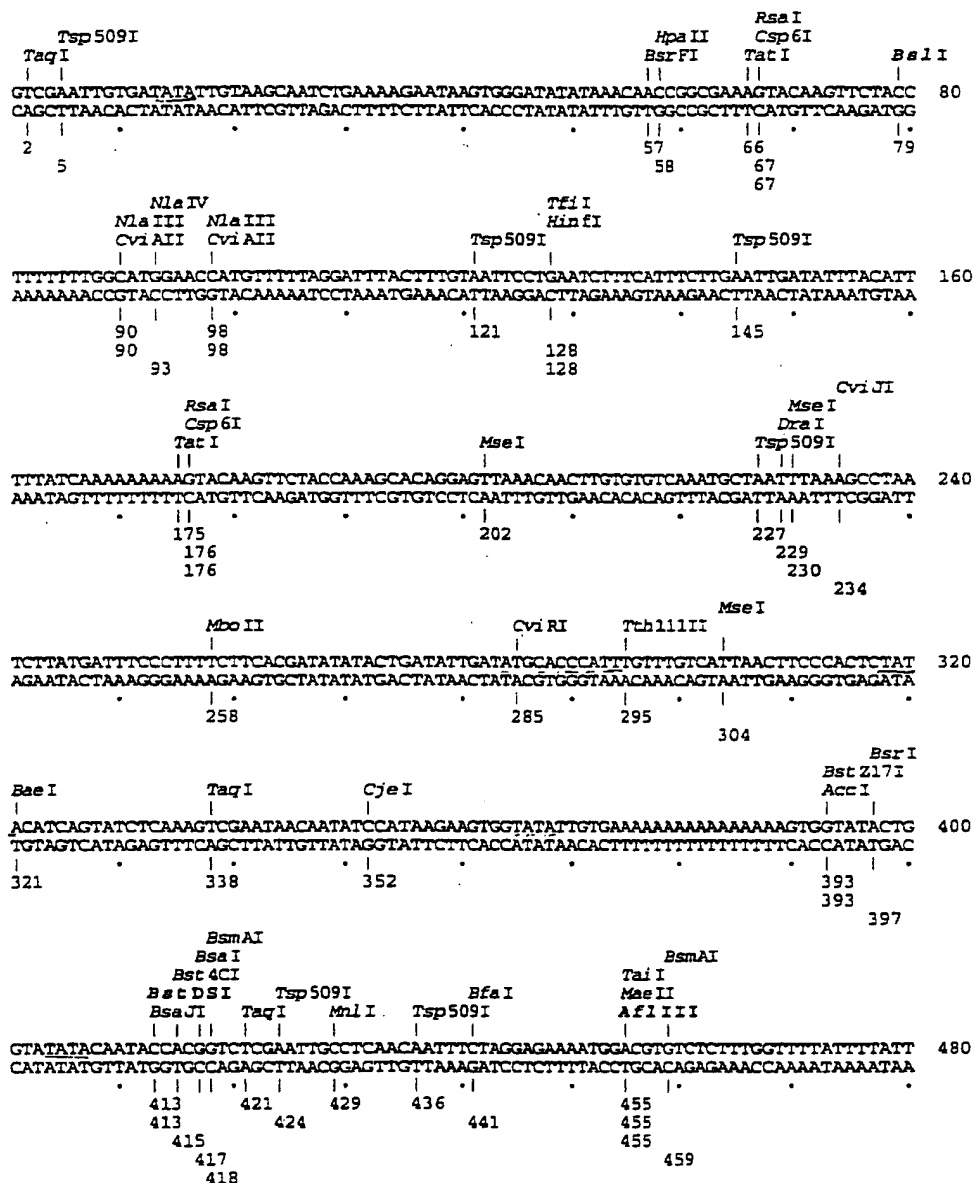 RsaI
Tsp509I HpaII Csp6I
TaqI BsrFI TatI BslI
GTCGAATTGTGATATATTGTAAGCAATCTGAAAAGAATAAGTGGGATATATAAACAACCGGCGAAAGTACAAGTTCTACC 80
CAGCTTAACACTATATAACATTCGTTAGACTTTTCTTATTCACCCTATATATTTGTTGGCCGCTTTCATGTTCAAGATGG
2 57 66 79
5 58 67
67
NlaIV
NlaIII NlaIII TfiI
CviAII CviAII Tsp509I HinfI Tsp509I
TTTTTTTGGCATGGAACCATGTTTTTAGGATTTACTTTGTAATTCCTGAATCTTTCATTTCTTGAATTGATATTTACATT 160
AAAAAAACCGTACCTTGGTACAAAAATCCTAAATGAAACATTAAGGACTTAGAAAGTAAAGAACTTAACTATAAATGTAA
90 98 121 128 145
90 98 128
93
RsaI MseI CviJI
Csp6I DraI
TatI MseI Tsp509I
TTTATCAAAAAAAAAGTACAAGTTCTACCAAAGCACAGGAGTTAAACAACTTGTGTGTCAAATGCTAATTTAAAGCCTAA 240
AAATAGTTTTTTTTTCATGTTCAAGATGGTTTCGTGTCCTCAATTTGTTGAACACACAGTTTACGATTAAATTTCGGATT
175 202 227
176 229
176 230
234
MseI
MboII CviRI Tth111II
TCTTATGATTTCCCTTTTCTTCACGATATATACTGATATTGATATGCACCCATTTGTTTGTCATTAACTTCCCACTCTAT 320
AGAATACTAAAGGGAAAAGAAGTGCTATATATGACTATAACTATACGTGGGTAAACAAACAGTAATTGAAGGGTGAGATA
258 285 295
304
BsrI
BstZ17I
BaeI TaqI CjeI AccI
ACATCAGTATCTCAAAGTCGAATAACAATATCCATAAGAAGTGGTATATTGTGAAAAAAAAAAAAAAAAGTGGTATACTG 400
TGTAGTCATAGAGTTTCAGCTTATTGTTATAGGTATTCTTCACCATATAACACTTTTTTTTTTTTTTTTCACCATATGAC
321 338 352 393
393
397
BsmAI
BsaI BsmAI
Bst4CI TaiI
BstDSI Tsp509I BfaI MaeII
BsaJI TaqI MnlI Tsp509I AflIII
GTATATACAATACCACGGTCTCGAATTGCCTCAACAATTTCTAGGAGAAAATGGACGTGTCTCTTTGGTTTTATTTTATT 480
CATATATGTTATGGTGCCAGAGCTTAACGGAGTTGTTAAAGATCCTCTTTTACCTGCACAGAGAAACCAAAATAAAATAA
413 421 429 436 455
413 424 441 455
415 455
417 459
418